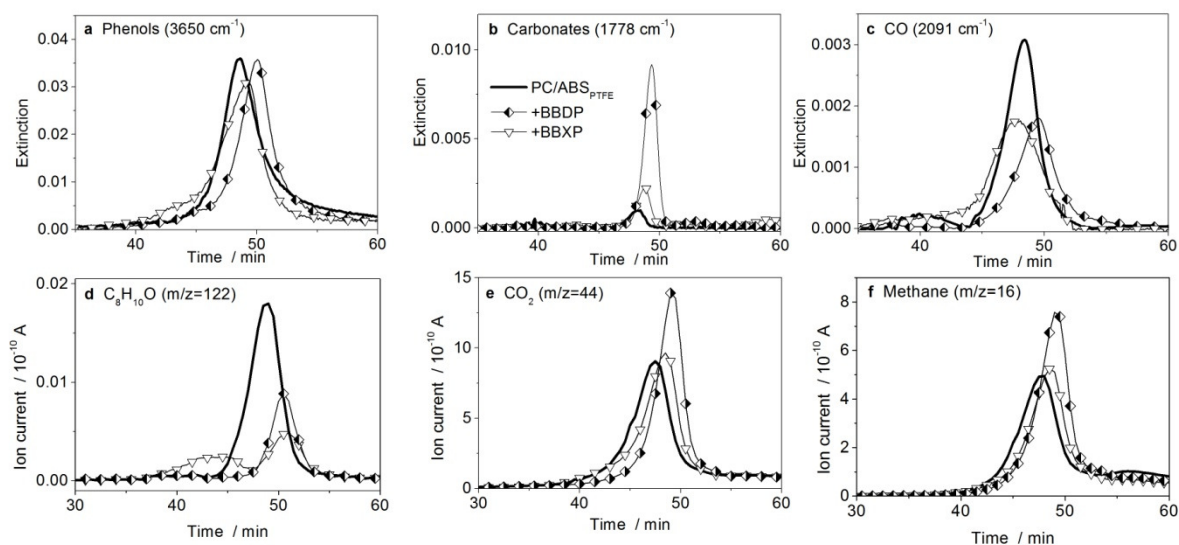 a Phenols (3650 cm⁻¹)
0.04
0.03
0.02
0.01
0.00
Extinction
40
50
60
Time / min
b Carbonates (1778 cm⁻¹)
0.010
0.005
0.000
Extinction
PC/ABS_PTFE
+BBDP
+BBXP
40
50
60
Time / min
c CO (2091 cm⁻¹)
0.003
0.002
0.001
0.000
Extinction
40
50
60
Time / min
d C₈H₁₀O (m/z=122)
0.02
0.01
0.00
Ion current / 10⁻¹⁰ A
30
40
50
60
Time / min
e CO₂ (m/z=44)
15
10
5
0
Ion current / 10⁻¹⁰ A
30
40
50
60
Time / min
f Methane (m/z=16)
8
6
4
2
0
Ion current / 10⁻¹⁰ A
30
40
50
60
Time / min